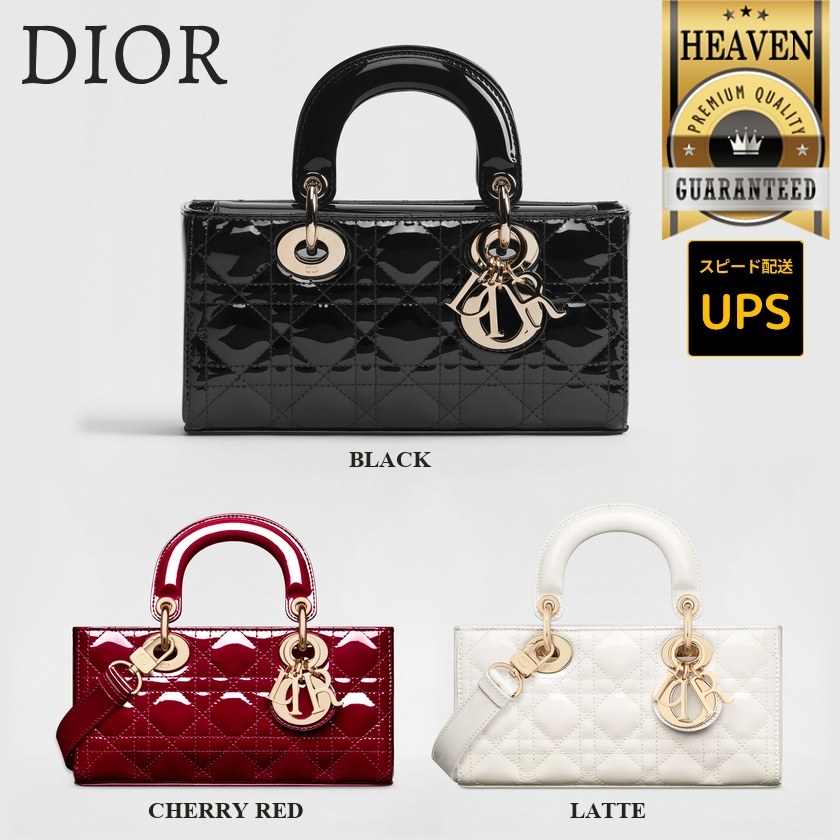 DIOR
HEAVEN
PREMIUM QUALITY
GUARANTEED
スピード配送
UPS
BLACK
CHERRY RED
LATTE